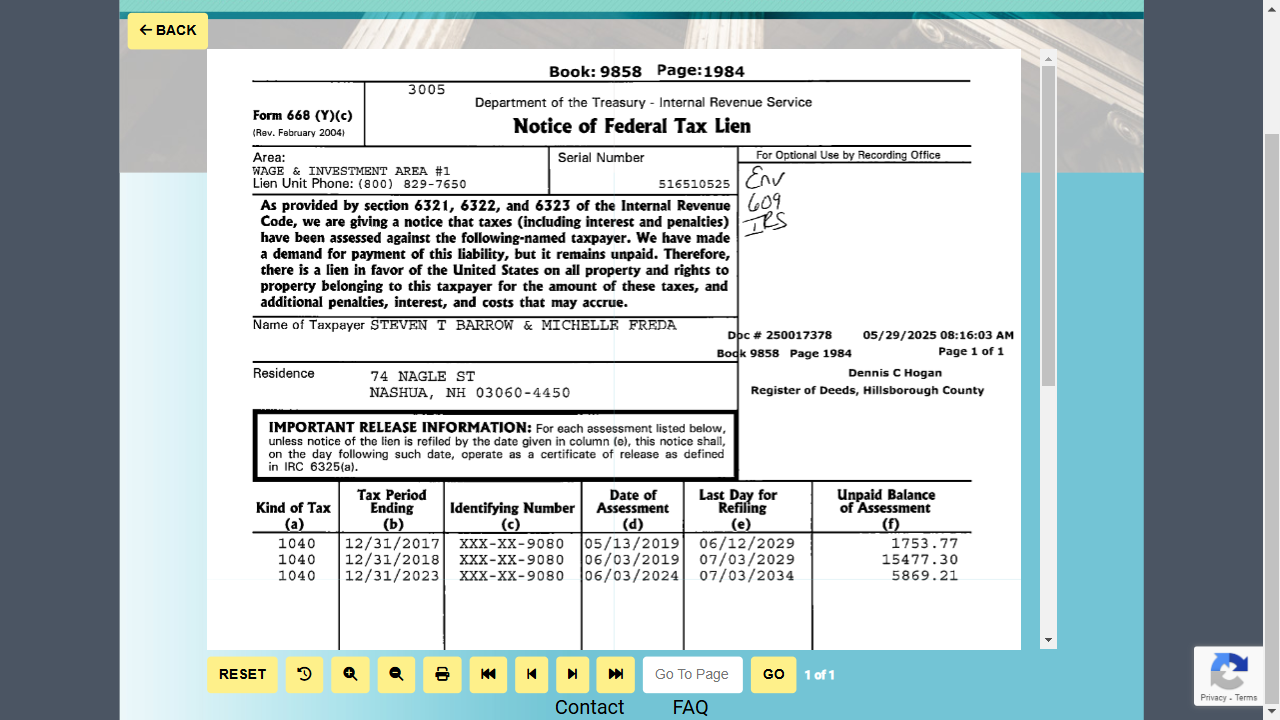 ← BACK
Book: 9858 Page:1984
3005
Form 668 (Y)(c)
(Rev. February 2004)
Department of the Treasury - Internal Revenue Service
Notice of Federal Tax Lien
Area:
WAGE & INVESTMENT AREA #1
Lien Unit Phone: (800) 829-7650
Serial Number
516510525
For Optional Use by Recording Office
Env
609
IRS
As provided by section 6321, 6322, and 6323 of the Internal Revenue
Code, we are giving a notice that taxes (including interest and penalties)
have been assessed against the following-named taxpayer. We have made
a demand for payment of this liability, but it remains unpaid. Therefore,
there is a lien in favor of the United States on all property and rights to
property belonging to this taxpayer for the amount of these taxes, and
additional penalties, interest, and costs that may accrue.
Name of Taxpayer STEVEN T BARROW & MICHELLE FREDA
Doc # 250017378 05/29/2025 08:16:03 AM
Book 9858 Page 1984 Page 1 of 1
Dennis C Hogan
Register of Deeds, Hillsborough County
Residence
74 NAGLE ST
NASHUA, NH 03060-4450
IMPORTANT RELEASE INFORMATION: For each assessment listed below,
unless notice of the lien is refiled by the date given in column (e), this notice shall,
on the day following such date, operate as a certificate of release as defined
in IRC 6325(a).
Kind of Tax (a) Tax Period Ending (b) Identifying Number (c) Date of Assessment (d) Last Day for Refiling (e) Unpaid Balance of Assessment (f)
1040 12/31/2017 XXX-XX-9080 05/13/2019 06/12/2029 1753.77
1040 12/31/2018 XXX-XX-9080 06/03/2019 07/03/2029 15477.30
1040 12/31/2023 XXX-XX-9080 06/03/2024 07/03/2034 5869.21
RESET Go To Page GO 1 of 1
Contact FAQ
Privacy - Terms